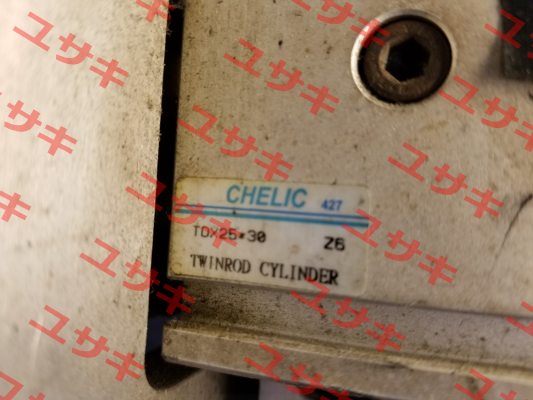 CHELIC 427
TDX25*30 Z6
TWINROD CYLINDER
ユサキ